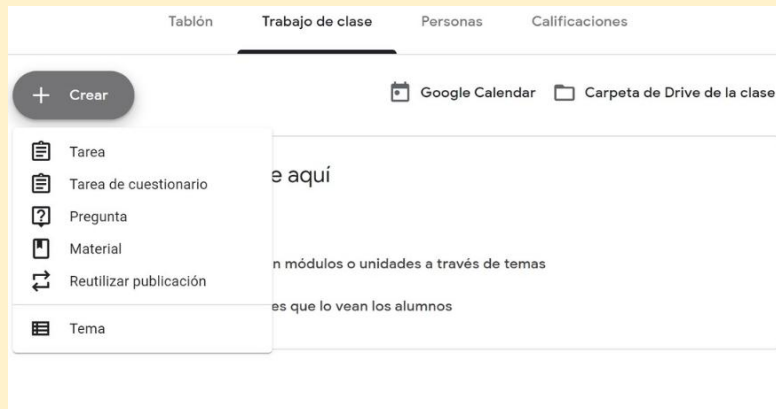 Tablón Trabajo de clase Personas Calificaciones
Crear Google Calendar Carpeta de Drive de la clase
Tarea
Tarea de cuestionario
Pregunta
Material
Reutilizar publicación
Tema
e aquí
n módulos o unidades a través de temas
es que lo vean los alumnos